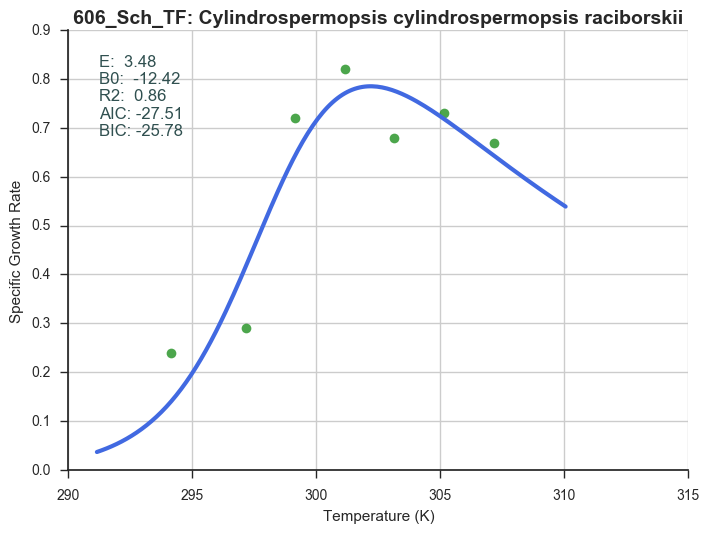 606_Sch_TF: Cylindrospermopsis cylindrospermopsis raciborskii
0.9
0.8
0.7
0.6
0.5
0.4
0.3
0.2
0.1
0.0
E: 3.48
B0: -12.42
R2: 0.86
AIC: -27.51
BIC: -25.78
Specific Growth Rate
290 295 300 305 310 315
Temperature (K)